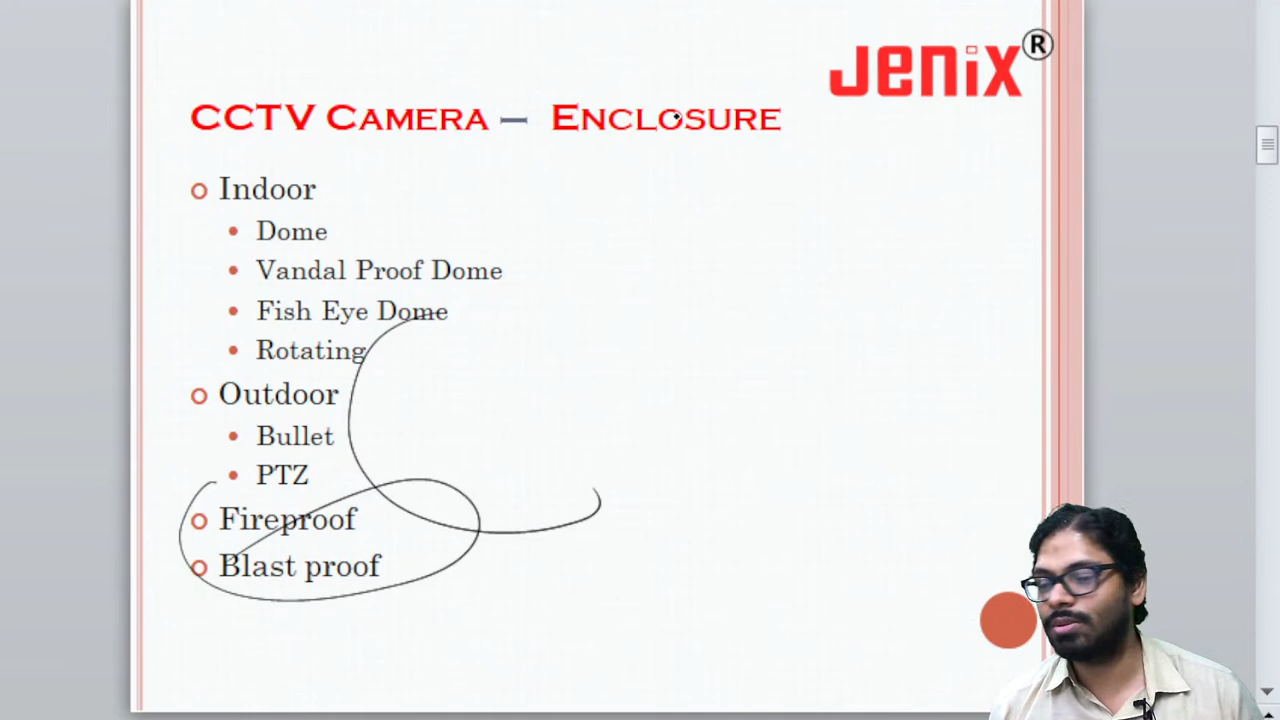 Jenix®
CCTV Camera – Enclosure
Indoor
Dome
Vandal Proof Dome
Fish Eye Dome
Rotating
Outdoor
Bullet
PTZ
Fireproof
Blast proof